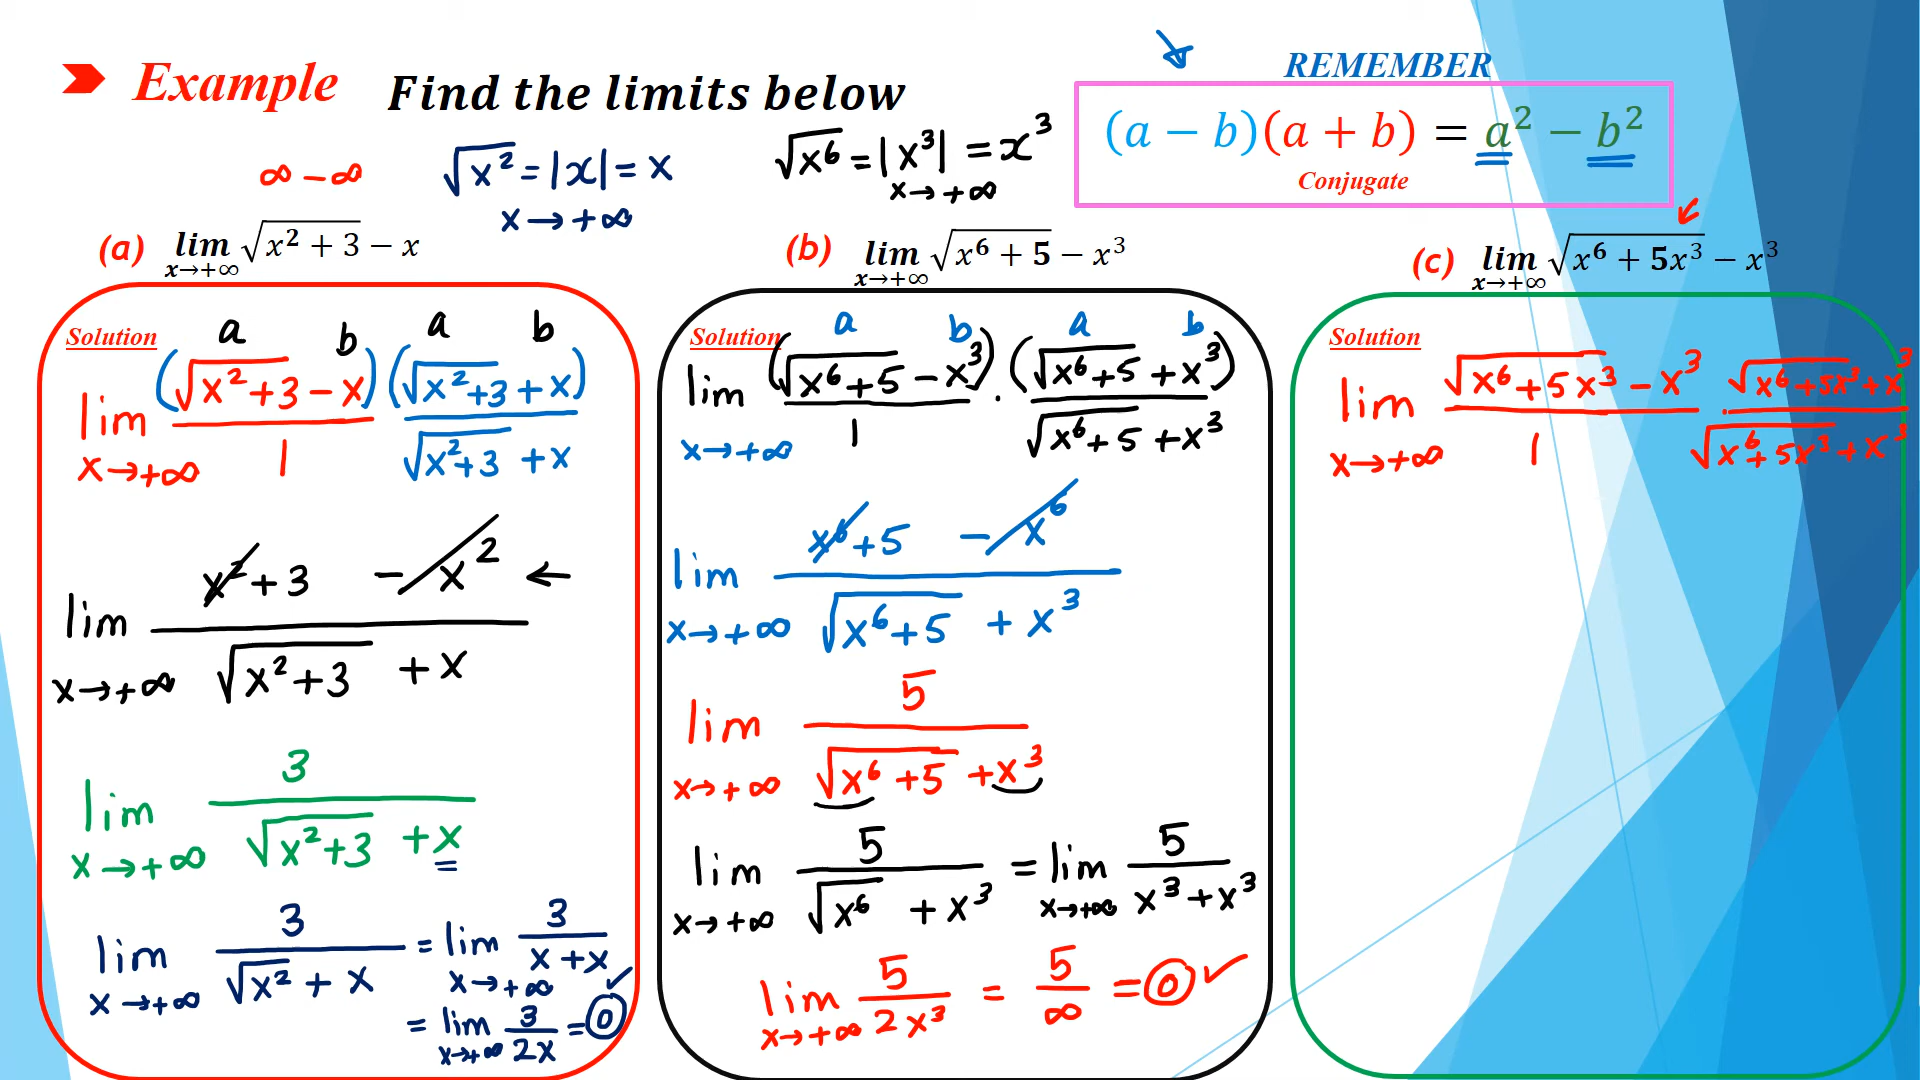 Example Find the limits below
REMEMBER
(a − b)(a + b) = a² − b²
Conjugate
∞ − ∞
√x² = |x| = x
x→+∞
√x⁶ = |x³| = x³
x→+∞
(a) lim x→+∞ √(x² + 3) − x
Solution
a b a b
lim x→+∞ (√(x²+3) − x)/1 (√(x²+3) + x)/(√(x²+3) + x)
lim x→+∞ (x²+3 − x²)/(√(x²+3) + x) ←
lim x→+∞ 3/(√(x²+3) + x)
lim x→+∞ 3/(√x² + x) = lim x→+∞ 3/(x+x) ✓
= lim x→+∞ 3/2x = 0
(b) lim x→+∞ √(x⁶ + 5) − x³
Solution
a b a b
lim x→+∞ (√(x⁶+5) − x³)/1 · (√(x⁶+5) + x³)/(√(x⁶+5) + x³)
lim x→+∞ (x⁶+5 − x⁶)/(√(x⁶+5) + x³)
lim x→+∞ 5/(√(x⁶+5) + x³)
lim x→+∞ 5/(√x⁶ + x³) = lim x→+∞ 5/(x³+x³)
lim x→+∞ 5/2x³ = 5/∞ = 0 ✓
(c) lim x→+∞ √(x⁶ + 5x³) − x³
Solution
lim x→+∞ (√(x⁶+5x³) − x³)/1 · (√(x⁶+5x³) + x³)/(√(x⁶+5x³) + x³)